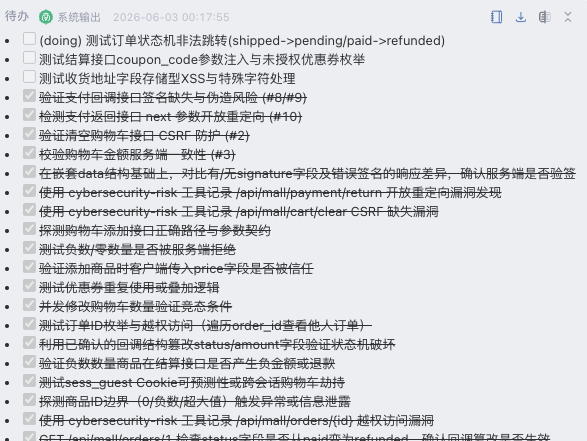 待办 系统输出 2026-06-03 00:17:55
(doing) 测试订单状态机非法跳转(shipped->pending/paid->refunded)
测试结算接口coupon_code参数注入与未授权优惠券枚举
测试收货地址字段存储型XSS与特殊字符处理
验证支付回调接口签名缺失与伪造风险 (#8/#9)
检测支付返回接口 next 参数开放重定向 (#10)
验证清空购物车接口 CSRF 防护 (#2)
校验购物车金额服务端一致性 (#3)
在嵌套data结构基础上，对比有/无signature字段及错误签名的响应差异，确认服务端是否验签
使用 cybersecurity-risk 工具记录 /api/mall/payment/return 开放重定向漏洞发现
使用 cybersecurity-risk 工具记录 /api/mall/cart/clear CSRF 缺失漏洞
探测购物车添加接口正确路径与参数契约
测试负数/零数量是否被服务端拒绝
验证添加商品时客户端传入price字段是否被信任
测试优惠券重复使用或叠加逻辑
并发修改购物车数量验证竞态条件
测试订单ID枚举与越权访问（遍历order_id查看他人订单）
利用已确认的回调结构篡改status/amount字段验证状态机破坏
验证负数数量商品在结算接口是否产生负金额或退款
测试sess_guest Cookie可预测性或跨会话购物车劫持
探测商品ID边界（0/负数/超大值）触发异常或信息泄露
使用 cybersecurity-risk 工具记录 /api/mall/orders/{id} 越权访问漏洞
GET /api/mall/orders/1 检查status字段是否从paid变为refunded，确认回调篡改是否生效